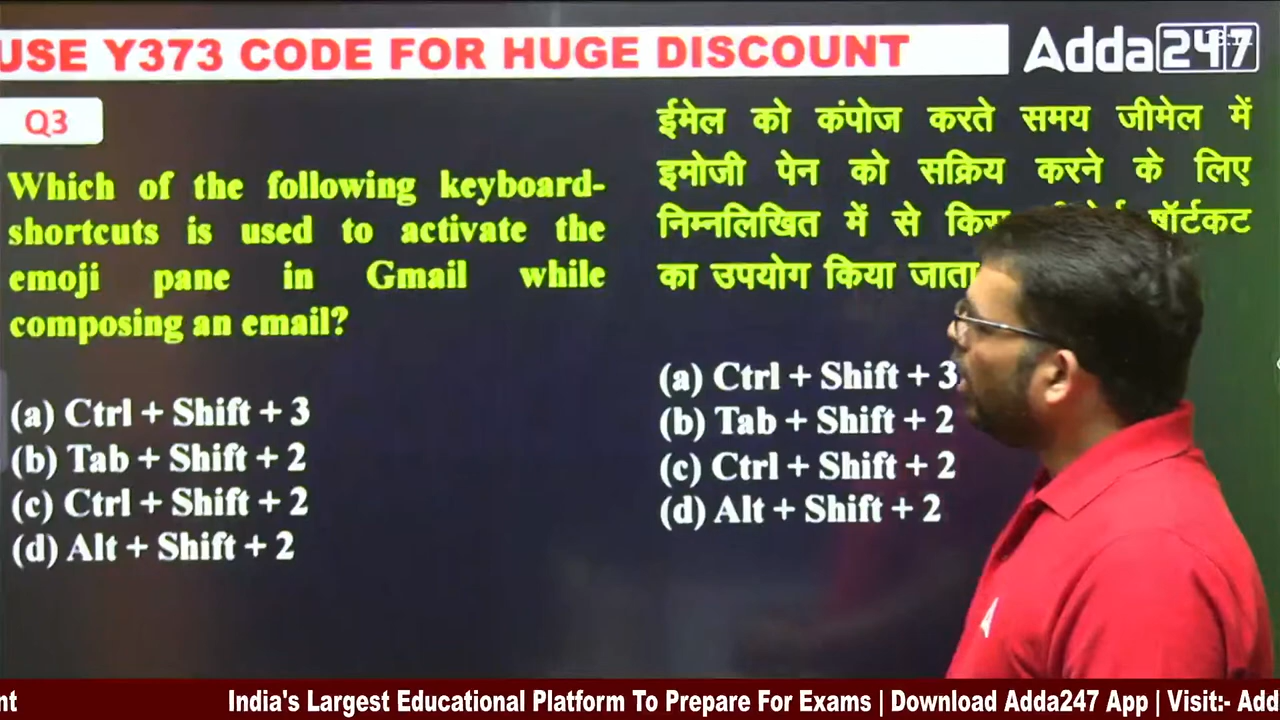 USE Y373 CODE FOR HUGE DISCOUNT
Adda247
Q3
Which of the following keyboard-
shortcuts is used to activate the
emoji pane in Gmail while
composing an email?
(a) Ctrl + Shift + 3
(b) Tab + Shift + 2
(c) Ctrl + Shift + 2
(d) Alt + Shift + 2
ईमेल को कंपोज करते समय जीमेल में
इमोजी पेन को सक्रिय करने के लिए
निम्नलिखित में से शॉर्टकट
का उपयोग किया जाता
(a) Ctrl + Shift + 3
(b) Tab + Shift + 2
(c) Ctrl + Shift + 2
(d) Alt + Shift + 2
nt India's Largest Educational Platform To Prepare For Exams | Download Adda247 App | Visit:- Add